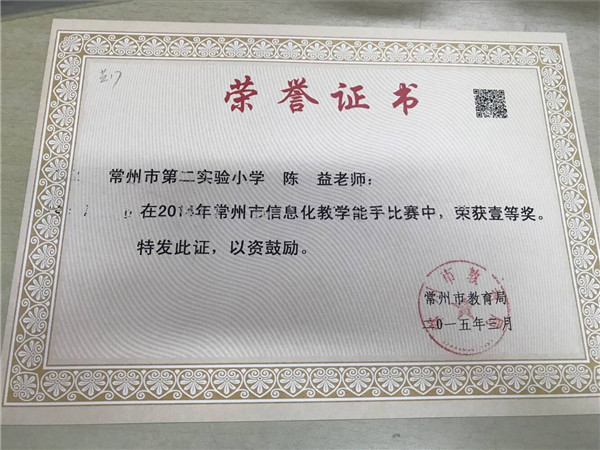 荣誉证书
常州市第二实验小学 陈 益老师：
在2014年常州市信息化教学能手比赛中，荣获壹等奖。
特发此证，以资鼓励。
常州市教育局
二〇一五年三月